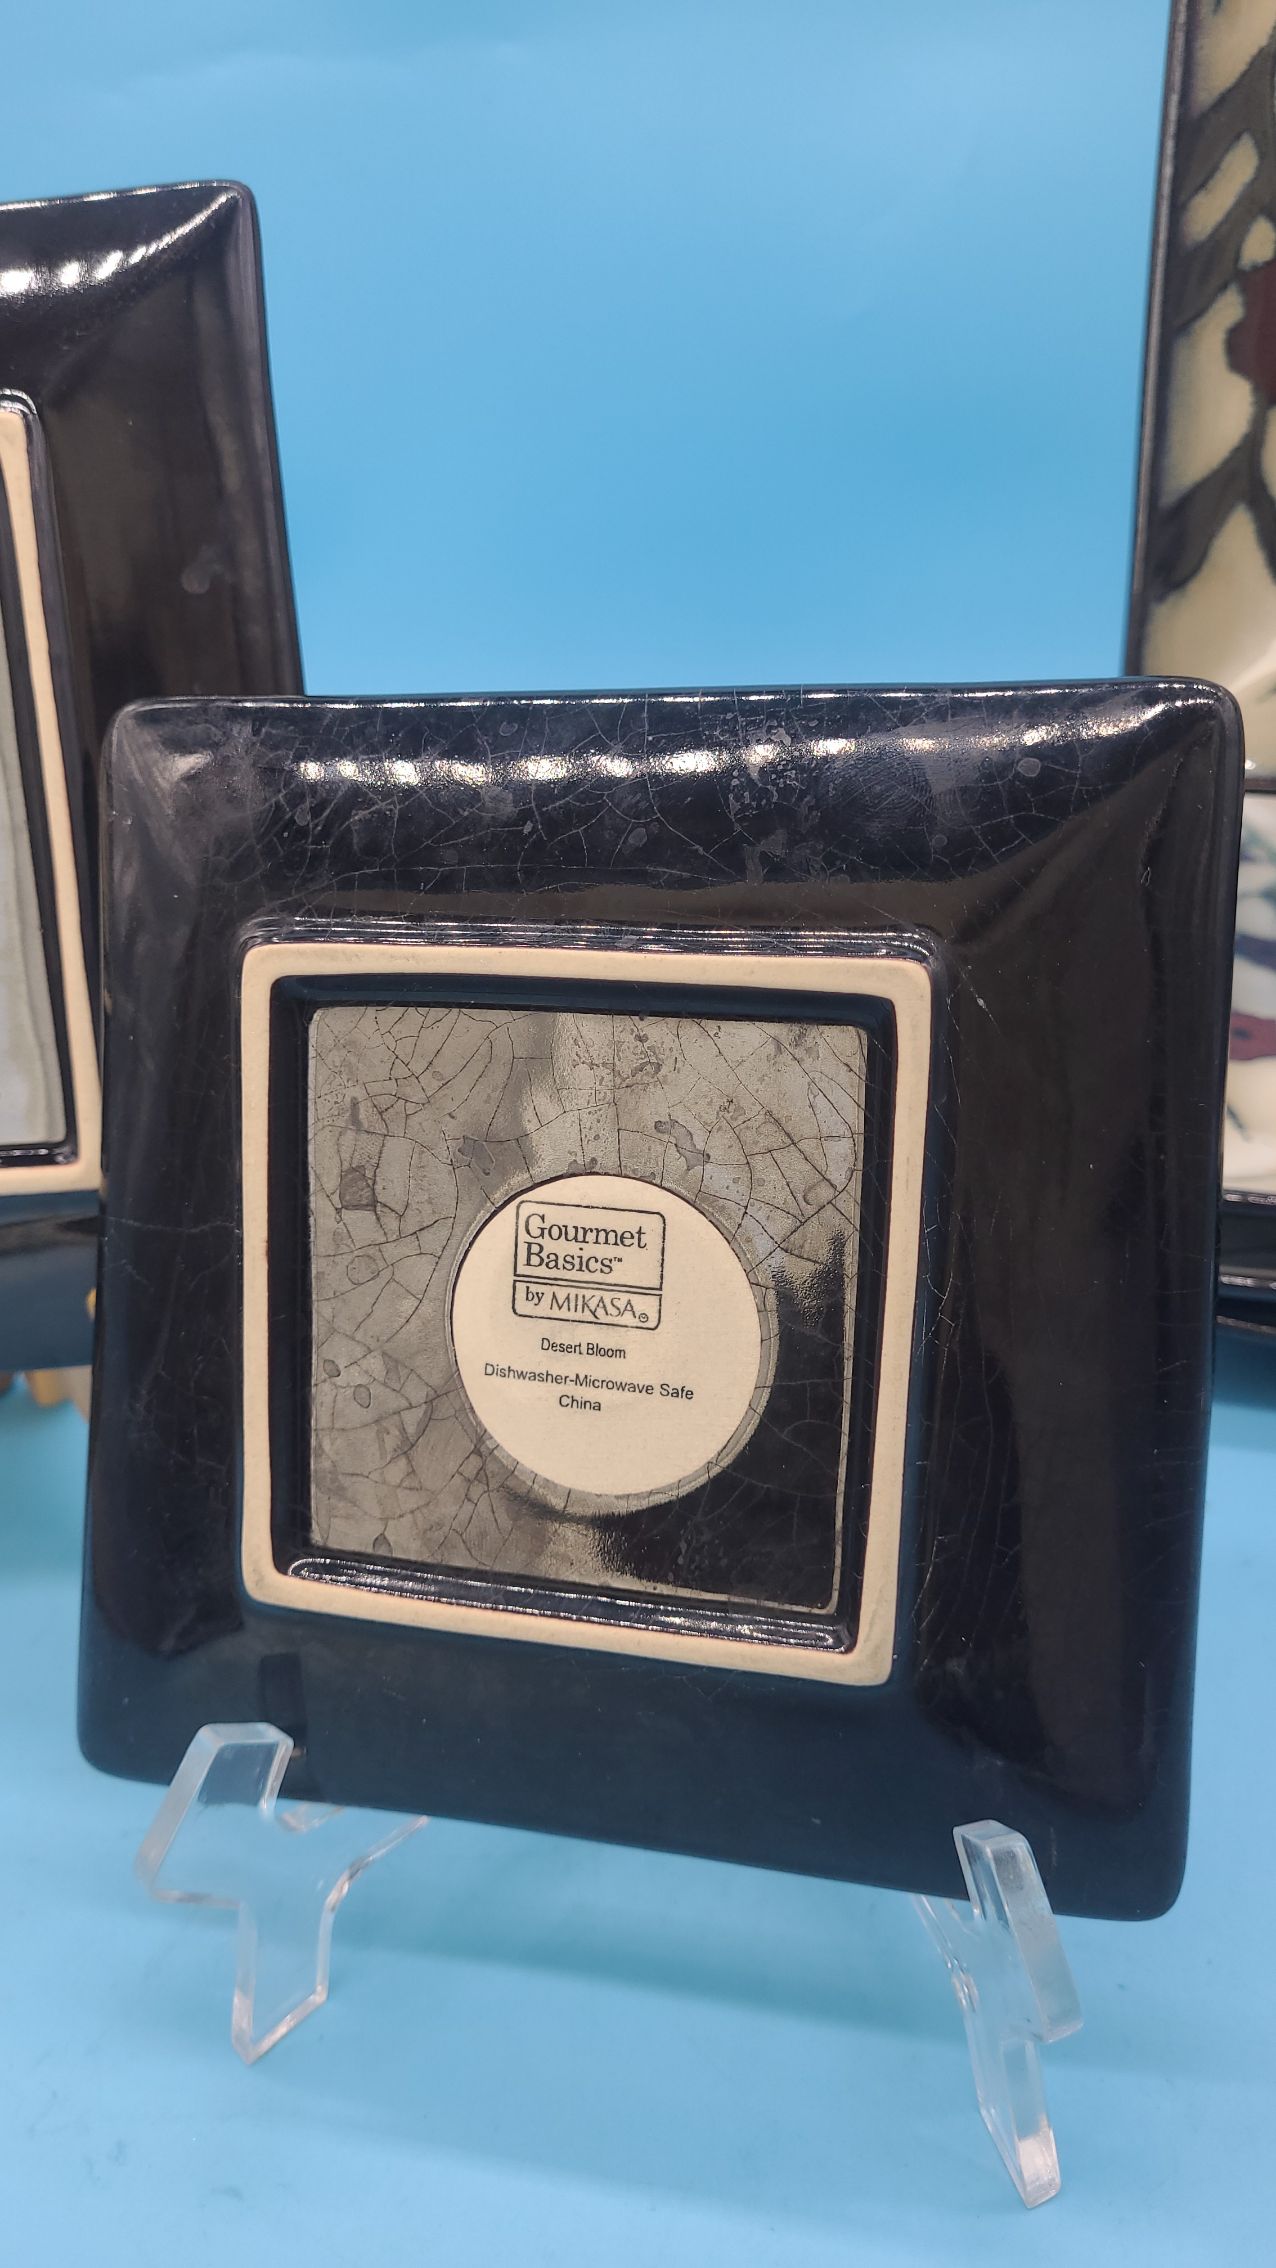 Gourmet
Basics™
by MIKASA®
Desert Bloom
Dishwasher-Microwave Safe
China